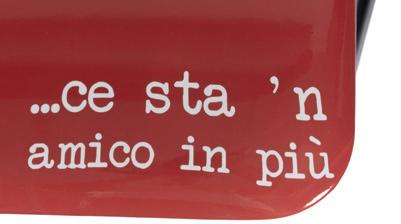 ...ce sta 'n
amico in più